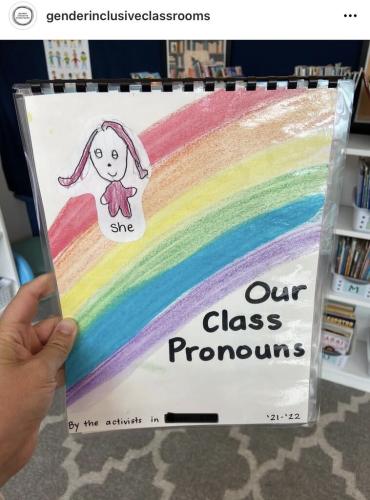 genderinclusiveclassrooms
she
Our
Class
Pronouns
By the activists in
'21-'22
M